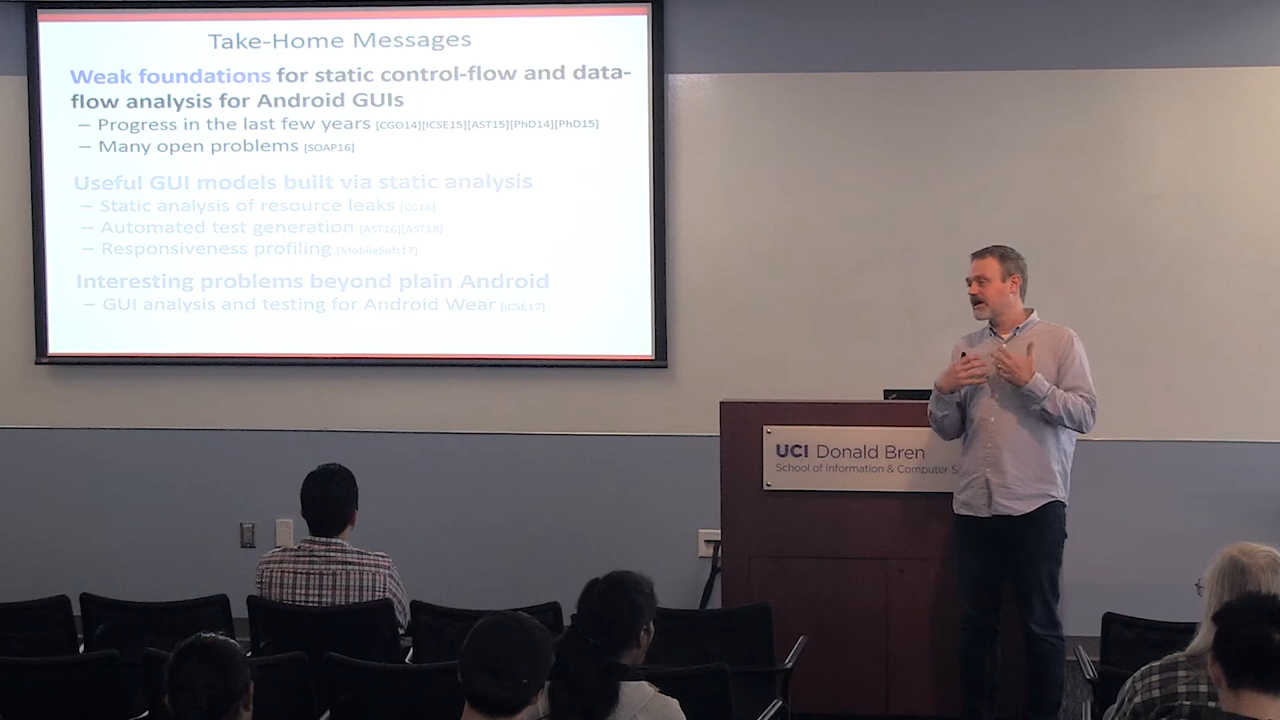 Take-Home Messages
Weak foundations for static control-flow and data-
flow analysis for Android GUIs
– Progress in the last few years [CGO14][ICSE15][AST15][PhD14][PhD15]
– Many open problems [SOAP16]
Useful GUI models built via static analysis
– Static analysis of resource leaks [CC16]
– Automated test generation [AST16][AST18]
– Responsiveness profiling [MobileSoft17]
Interesting problems beyond plain Android
– GUI analysis and testing for Android Wear [ICSE17]
UCI Donald Bren
School of Information & Computer S